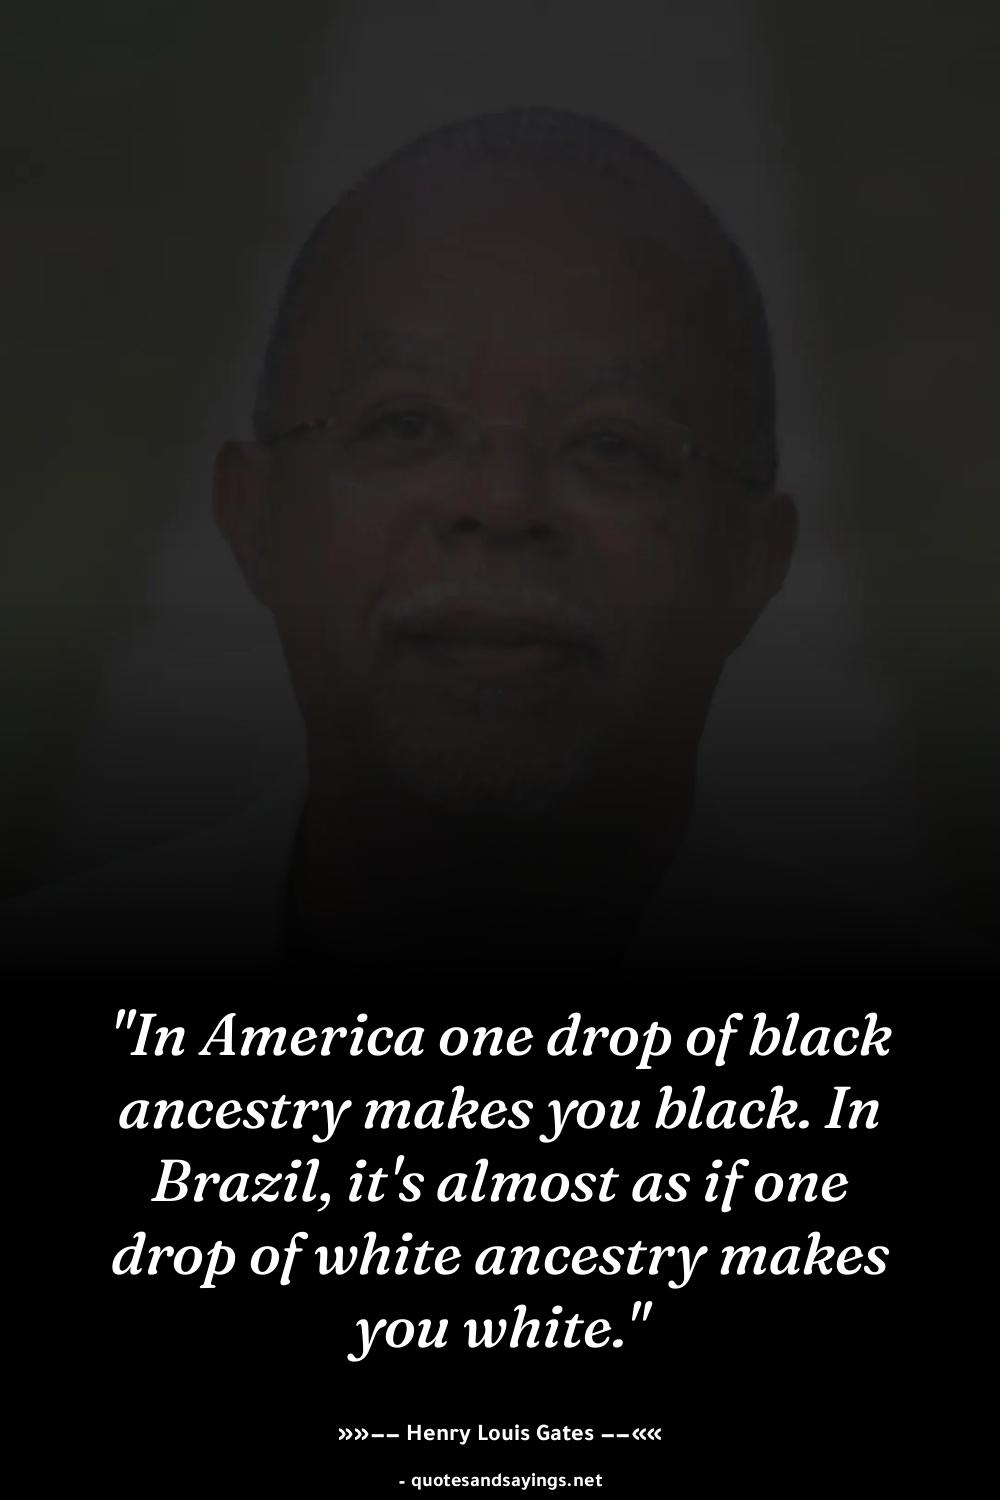 "In America one drop of black
ancestry makes you black. In
Brazil, it's almost as if one
drop of white ancestry makes
you white."
»»−− Henry Louis Gates −−««
- quotesandsayings.net